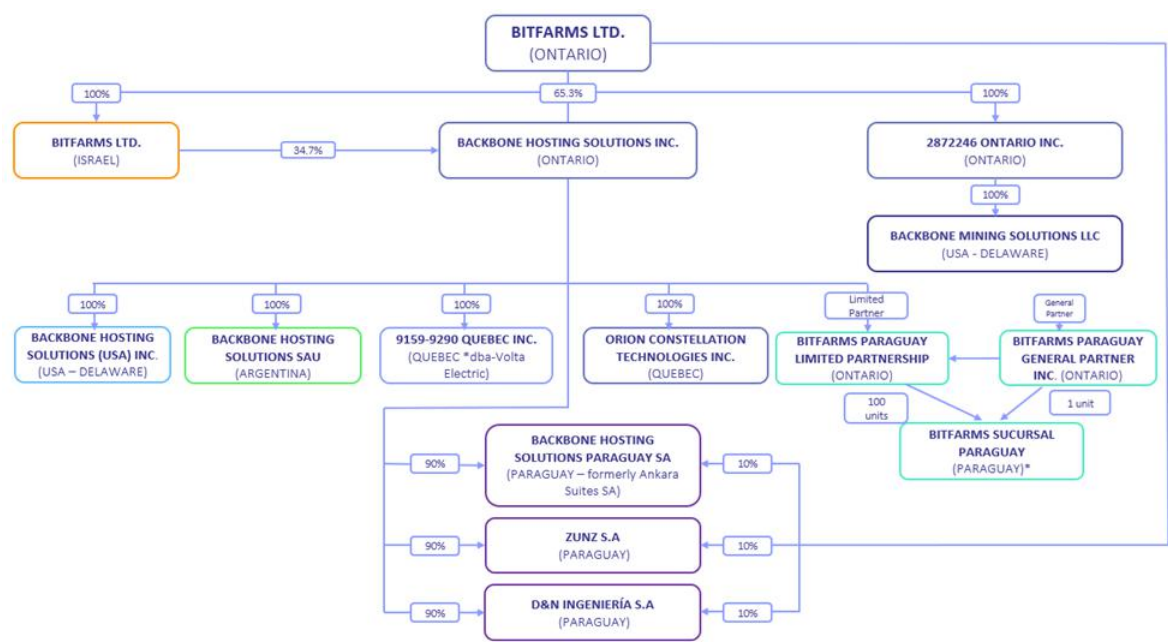 BITFARMS LTD.
(ONTARIO)
100%
65.3%
100%
BITFARMS LTD.
(ISRAEL)
34.7%
BACKBONE HOSTING SOLUTIONS INC.
(ONTARIO)
2872246 ONTARIO INC.
(ONTARIO)
100%
BACKBONE MINING SOLUTIONS LLC
(USA - DELAWARE)
100%
100%
100%
100%
Limited
Partner
General
Partner
BACKBONE HOSTING
SOLUTIONS (USA) INC.
(USA – DELAWARE)
BACKBONE HOSTING
SOLUTIONS SAU
(ARGENTINA)
9159-9290 QUEBEC INC.
(QUEBEC *dba-Volta
Electric)
ORION CONSTELLATION
TECHNOLOGIES INC.
(QUEBEC)
BITFARMS PARAGUAY
LIMITED PARTNERSHIP
(ONTARIO)
BITFARMS PARAGUAY
GENERAL PARTNER
INC. (ONTARIO)
100
units
1 unit
BITFARMS SUCURSAL
PARAGUAY
(PARAGUAY)*
90%
BACKBONE HOSTING
SOLUTIONS PARAGUAY SA
(PARAGUAY – formerly Ankara
Suites SA)
10%
90%
ZUNZ S.A
(PARAGUAY)
10%
90%
D&N INGENIERÍA S.A
(PARAGUAY)
10%